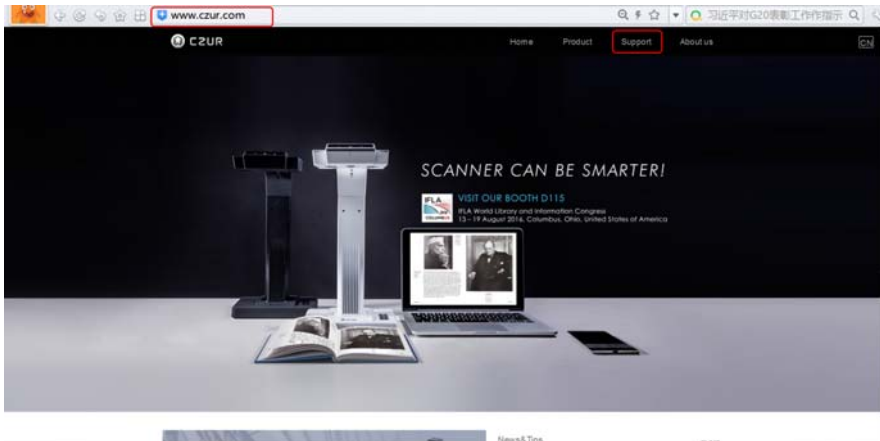 www.czur.com
习近平对G20表彰工作作指示
CZUR
Home Product Support About us
CN
SCANNER CAN BE SMARTER!
IFLA
COLUMBUS
VISIT OUR BOOTH D115
IFLA World Library and Information Congress
13 – 19 August 2016, Columbus, Ohio, United States of America
News&Tips